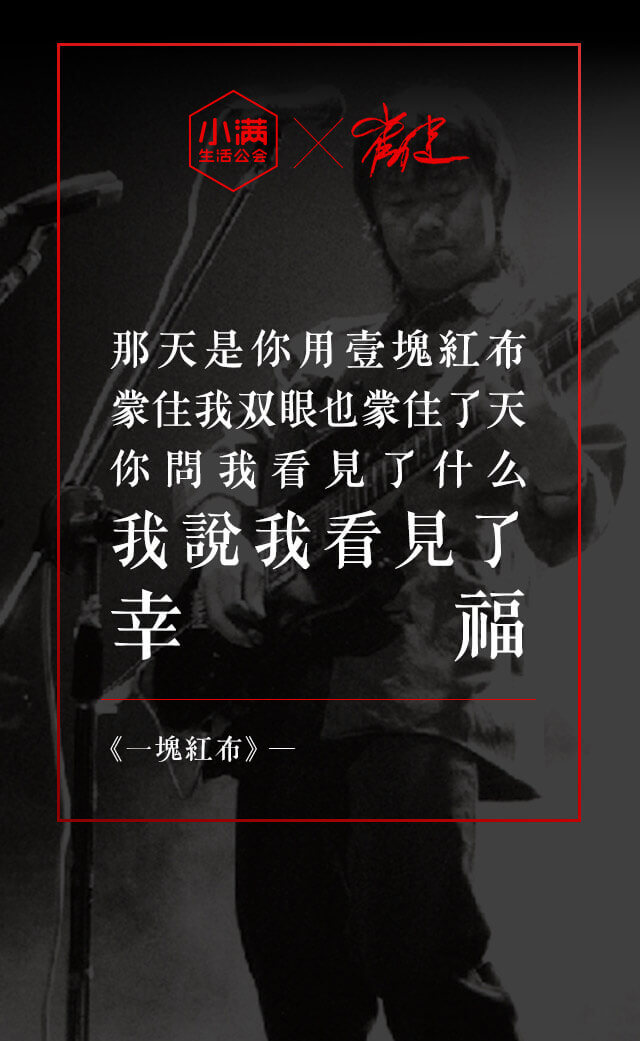 小满
生活公会
崔健
那天是你用壹塊紅布
蒙住我双眼也蒙住了天
你問我看見了什么
我說我看見了
幸福
《一塊紅布》—